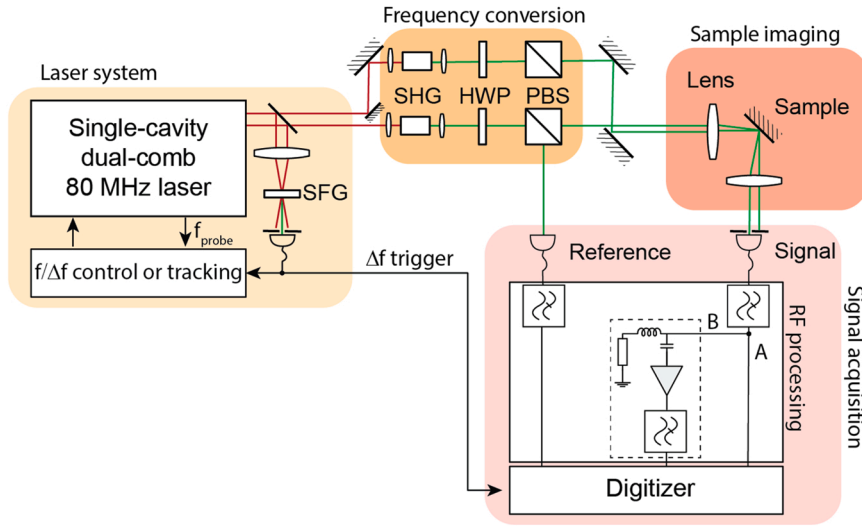 Frequency conversion
Sample imaging
Laser system
Lens
SHG HWP PBS
Sample
Single-cavity
dual-comb
80 MHz laser
SFG
f_probe
Reference
Signal
Δf trigger
f/Δf control or tracking
B
A
RF processing
Signal acquisition
Digitizer